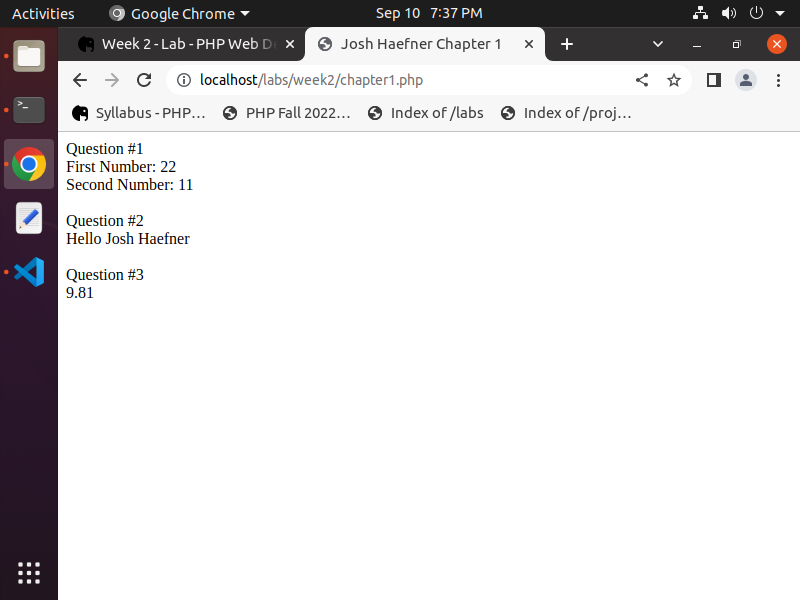 Activities
Google Chrome
Sep 10 7:37 PM
Week 2 - Lab - PHP Web D
Josh Haefner Chapter 1
localhost/labs/week2/chapter1.php
Syllabus - PHP...
PHP Fall 2022...
Index of /labs
Index of /proj...
Question #1
First Number: 22
Second Number: 11
Question #2
Hello Josh Haefner
Question #3
9.81